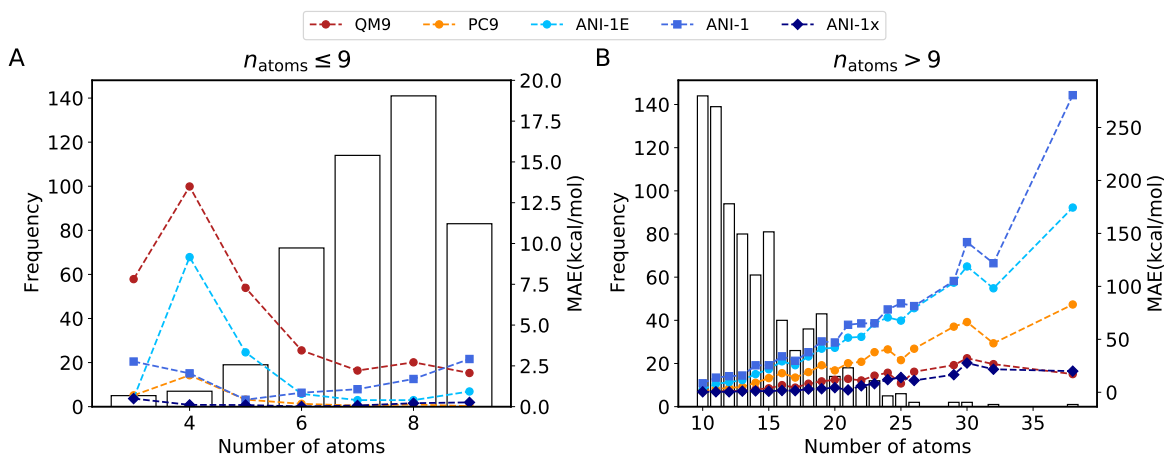 QM9 PC9 ANI-1E ANI-1 ANI-1x
A
n_atoms ≤ 9
Frequency
0
20
40
60
80
100
120
140
4 6 8
Number of atoms
0.0
2.5
5.0
7.5
10.0
12.5
15.0
17.5
20.0
MAE(kcal/mol)
B
n_atoms > 9
Frequency
0
20
40
60
80
100
120
140
10 15 20 25 30 35
Number of atoms
0
50
100
150
200
250
MAE(kcal/mol)